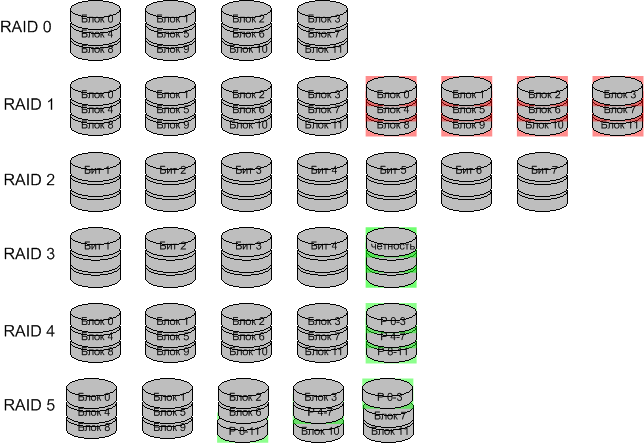 RAID 0
Блок 0 Блок 1 Блок 2 Блок 3
Блок 4 Блок 5 Блок 6 Блок 7
Блок 8 Блок 9 Блок 10 Блок 11
RAID 1
Блок 0 Блок 1 Блок 2 Блок 3 Блок 0 Блок 1 Блок 2 Блок 3
Блок 4 Блок 5 Блок 6 Блок 7 Блок 4 Блок 5 Блок 6 Блок 7
Блок 8 Блок 9 Блок 10 Блок 11 Блок 8 Блок 9 Блок 10 Блок 11
RAID 2
Бит 1 Бит 2 Бит 3 Бит 4 Бит 5 Бит 6 Бит 7
RAID 3
Бит 1 Бит 2 Бит 3 Бит 4 четность
RAID 4
Блок 0 Блок 1 Блок 2 Блок 3 P 0-3
Блок 4 Блок 5 Блок 6 Блок 7 P 4-7
Блок 8 Блок 9 Блок 10 Блок 11 P 8-11
RAID 5
Блок 0 Блок 1 Блок 2 Блок 3 P 0-3
Блок 4 Блок 5 Блок 6 P 4-7 Блок 7
Блок 8 Блок 9 P 8-11 Блок 10 Блок 11